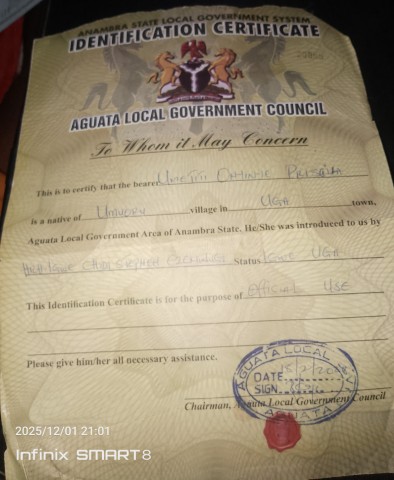 ANAMBRA STATE LOCAL GOVERNMENT SYSTEM
IDENTIFICATION CERTIFICATE
AGUATA LOCAL GOVERNMENT COUNCIL
To Whom it May Concern
This is to certify that the bearer
is a native of Umuoru village in UGA town,
Aguata Local Government Area of Anambra State. He/She was introduced to us by
Status UGA
This Identification Certificate is for the purpose of Official USE
Please give him/her all necessary assistance.
AGUATA LOCAL
DATE 15/2/
SIGN.
AGUATA
Chairman, Aguata Local Government Council
2025/12/01 21:01
Infinix SMART 8